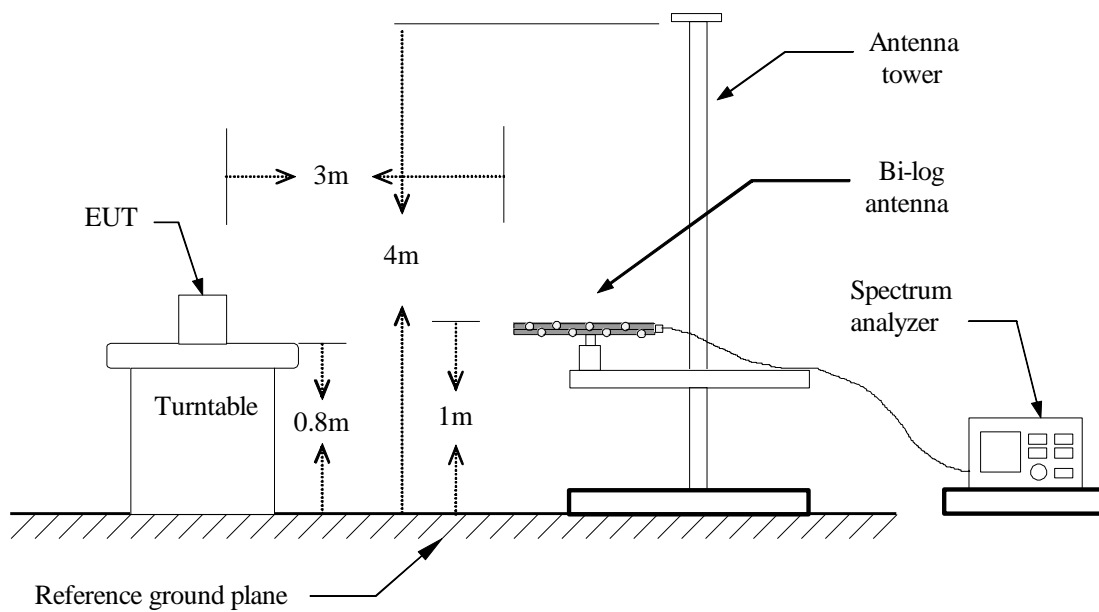 Antenna
tower
3m
Bi-log
antenna
EUT
4m
Spectrum
analyzer
Turntable
0.8m
1m
Reference ground plane